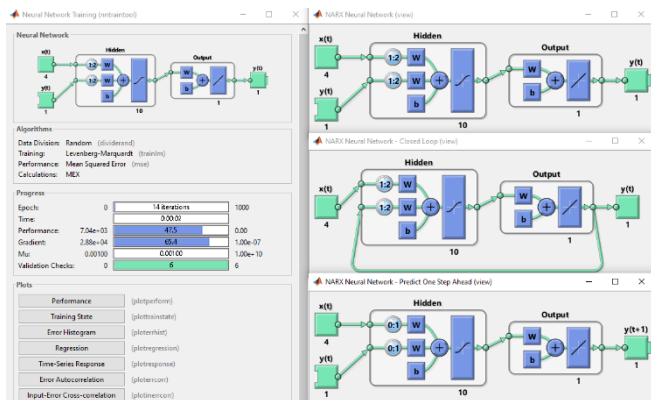 Neural Network Training (nntraintool)
Neural Network
Hidden
Output
x(t)
4
y(t)
1
1:2
W
1:2
W
b
+
10
W
b
+
1
y(t)
1
Algorithms
Data Division: Random (dividerand)
Training: Levenberg-Marquardt (trainlm)
Performance: Mean Squared Error (mse)
Calculations: MEX
Progress
Epoch: 0 14 iterations 1000
Time: 0:00:02
Performance: 7.04e+03 47.5 0.00
Gradient: 2.88e+04 65.4 1.00e-07
Mu: 0.00100 0.00100 1.00e+10
Validation Checks: 0 6 6
Plots
Performance (plotperform)
Training State (plottrainstate)
Error Histogram (ploterrhist)
Regression (plotregression)
Time-Series Response (plotresponse)
Error Autocorrelation (ploterrcorr)
Input-Error Cross-correlation (plotinerrcorr)
NARX Neural Network (view)
Hidden
Output
x(t)
4
y(t)
1
1:2
W
1:2
W
b
+
10
W
b
+
1
y(t)
1
NARX Neural Network - Closed Loop (view)
Hidden
Output
x(t)
4
1:2
W
1:2
W
b
+
10
W
b
+
1
y(t)
1
NARX Neural Network - Predict One Step Ahead (view)
Hidden
Output
x(t)
4
y(t)
1
0:1
W
0:1
W
b
+
10
W
b
+
1
y(t+1)
1